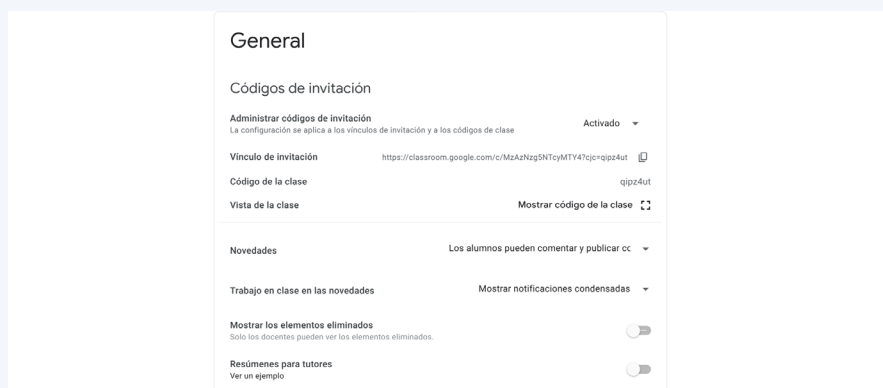 General
Códigos de invitación
Administrar códigos de invitación
La configuración se aplica a los vínculos de invitación y a los códigos de clase
Activado
Vínculo de invitación https://classroom.google.com/c/MzAzNzg5NTcyMTY4?cjc=qipz4ut
Código de la clase qipz4ut
Vista de la clase Mostrar código de la clase
Novedades Los alumnos pueden comentar y publicar cc
Trabajo en clase en las novedades Mostrar notificaciones condensadas
Mostrar los elementos eliminados
Solo los docentes pueden ver los elementos eliminados.
Resúmenes para tutores
Ver un ejemplo